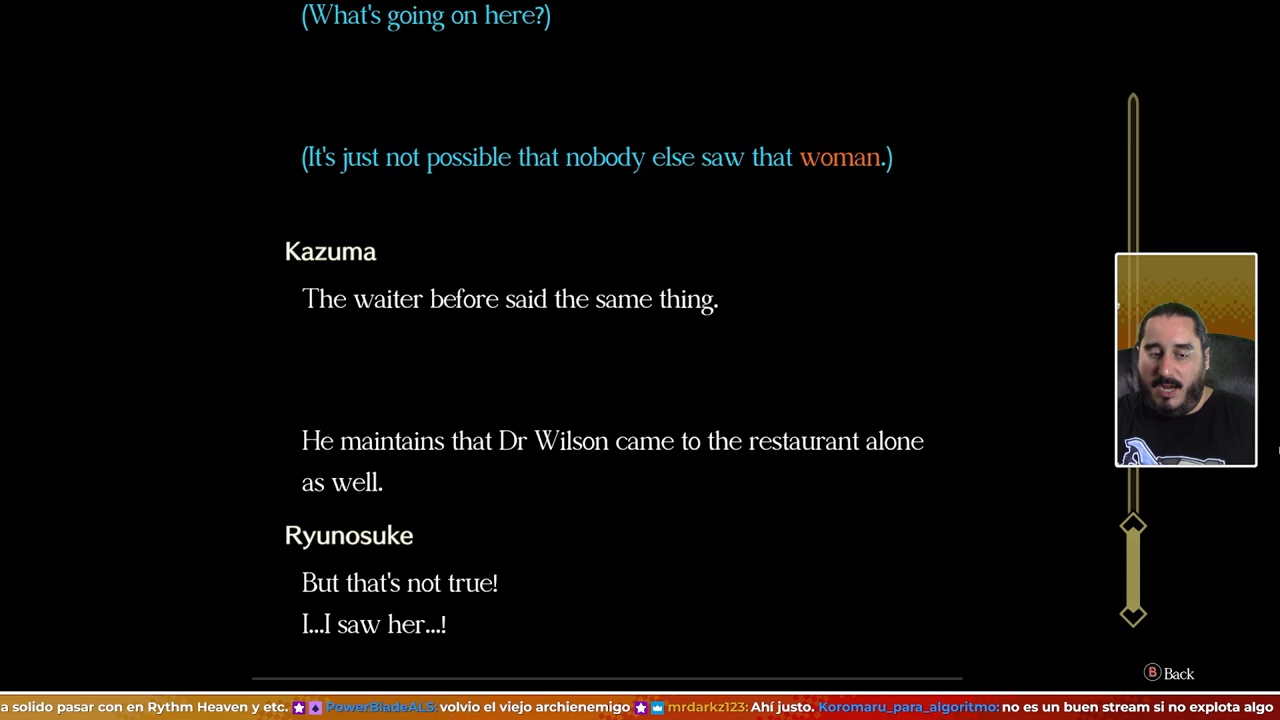 (What's going on here?)
(It's just not possible that nobody else saw that woman.)
Kazuma
The waiter before said the same thing.
He maintains that Dr Wilson came to the restaurant alone
as well.
Ryunosuke
But that's not true!
I...I saw her...!
B Back
a solido pasar con en Rythm Heaven y etc. PowerBladeALS: volvio el viejo archienemigo mrdarkz123: Ahí justo. Koromaru_para_algoritmo: no es un buen stream si no explota algo